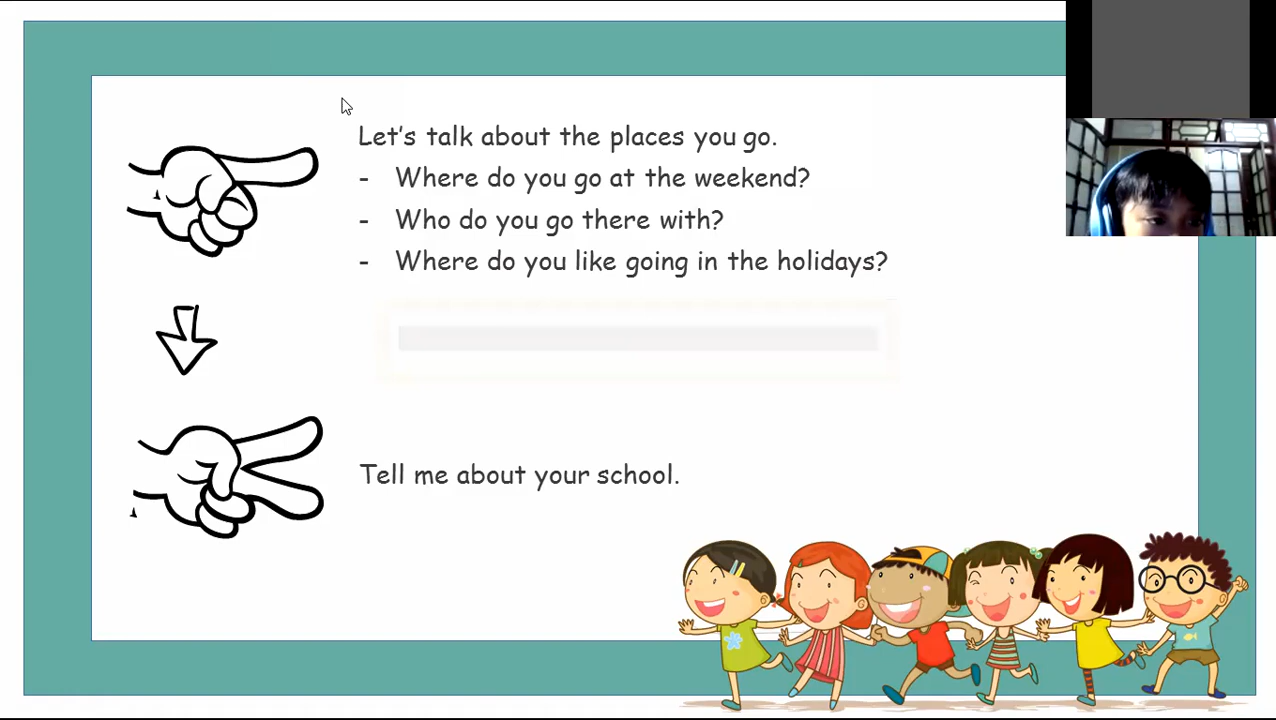 Let's talk about the places you go.
- Where do you go at the weekend?
- Who do you go there with?
- Where do you like going in the holidays?
Tell me about your school.